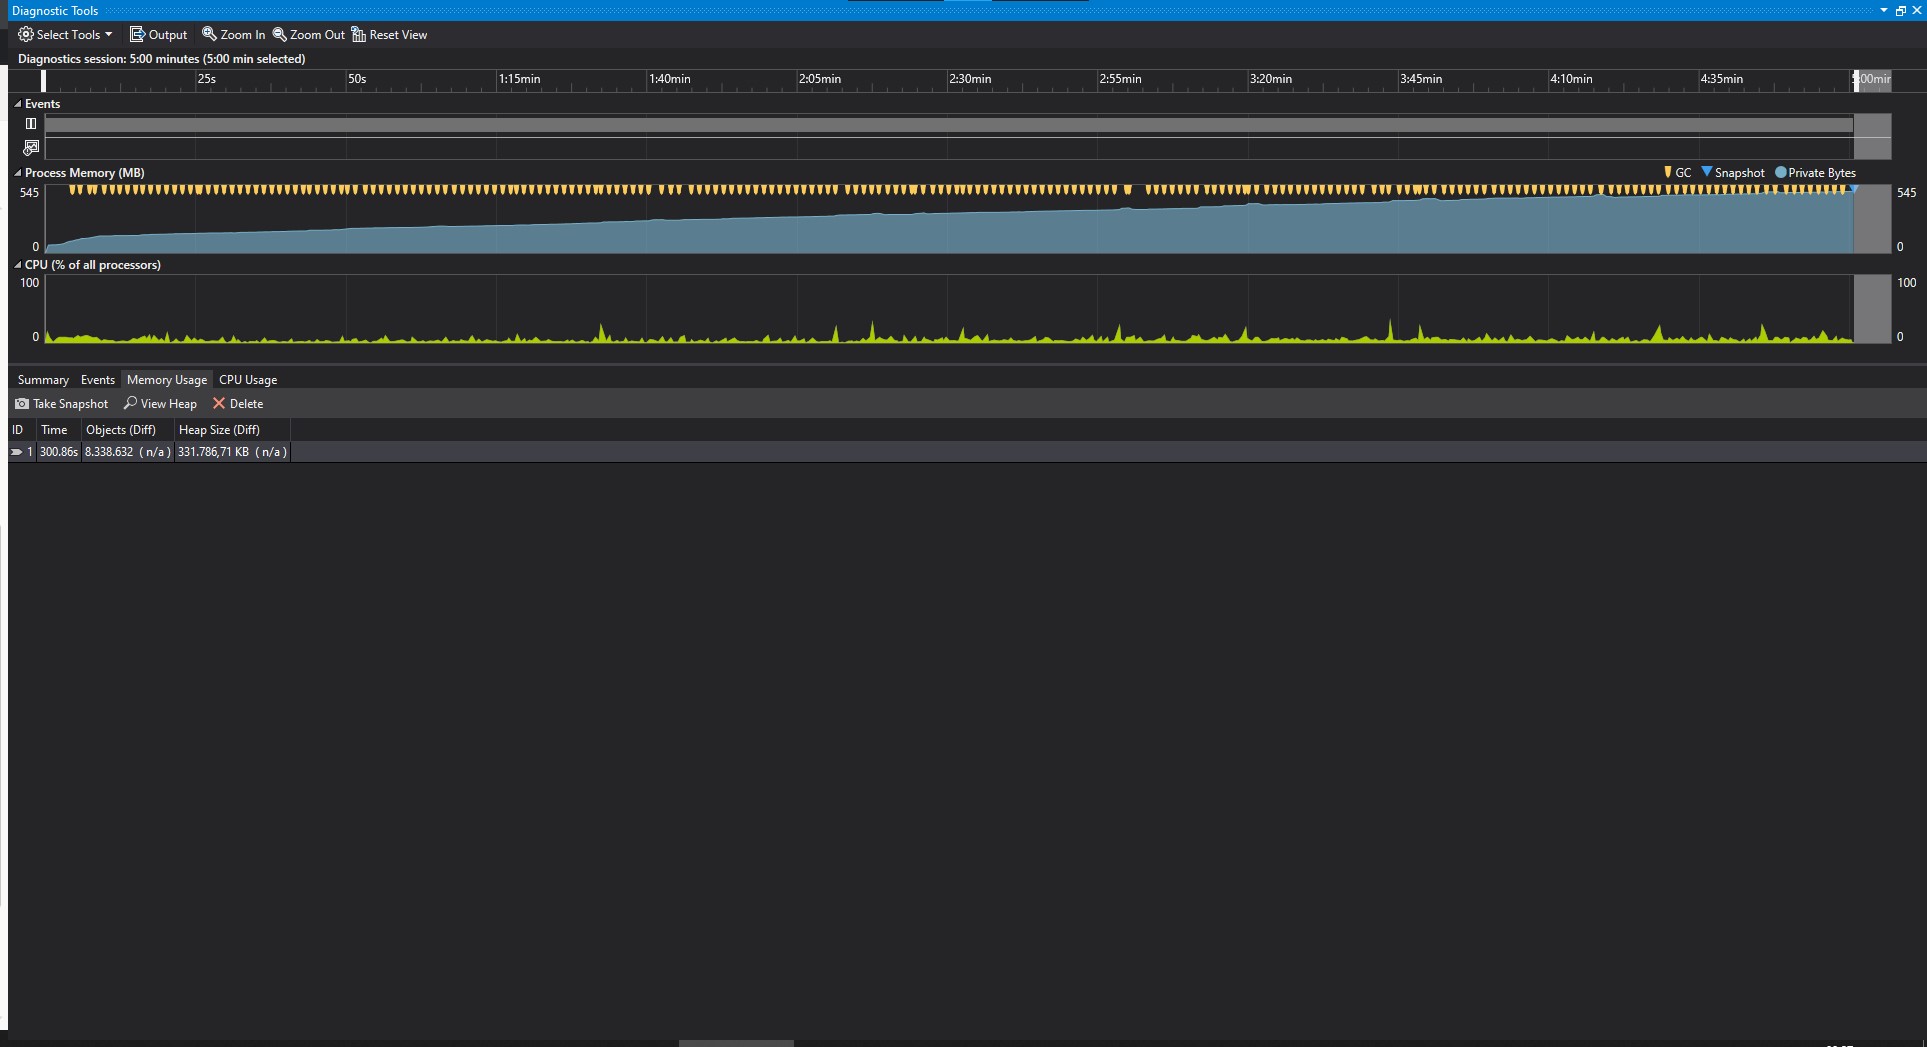 Diagnostic Tools
Select Tools Output Zoom In Zoom Out Reset View
Diagnostics session: 5:00 minutes (5:00 min selected)
25s 50s 1:15min 1:40min 2:05min 2:30min 2:55min 3:20min 3:45min 4:10min 4:35min 5:00min
Events
Process Memory (MB) GC Snapshot Private Bytes
545 545
0 0
CPU (% of all processors)
100 100
0 0
Summary Events Memory Usage CPU Usage
Take Snapshot View Heap Delete
ID Time Objects (Diff) Heap Size (Diff)
1 300.86s 8.338.632 ( n/a ) 331.786,71 KB ( n/a )